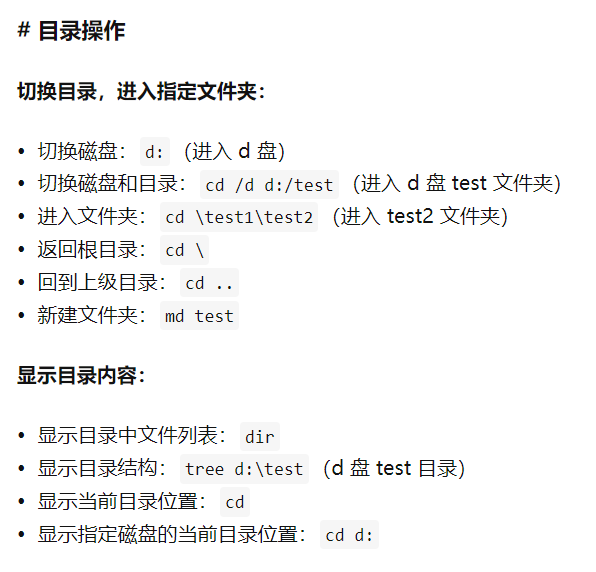 # 目录操作
切换目录，进入指定文件夹：
• 切换磁盘： d: （进入 d 盘）
• 切换磁盘和目录： cd /d d:/test （进入 d 盘 test 文件夹）
• 进入文件夹： cd \test1\test2 （进入 test2 文件夹）
• 返回根目录： cd \
• 回到上级目录： cd ..
• 新建文件夹： md test
显示目录内容：
• 显示目录中文件列表： dir
• 显示目录结构： tree d:\test （d 盘 test 目录）
• 显示当前目录位置： cd
• 显示指定磁盘的当前目录位置： cd d: